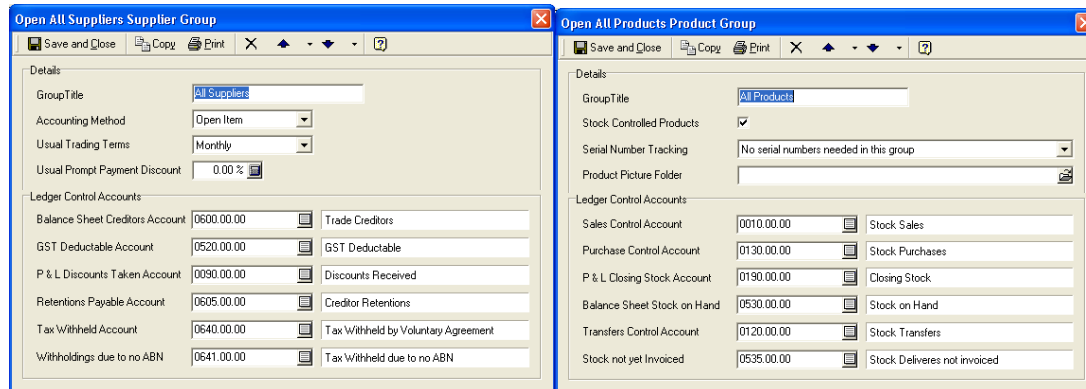 Open All Suppliers Supplier Group
Save and Close Copy Print
Details
GroupTitle All Suppliers
Accounting Method Open Item
Usual Trading Terms Monthly
Usual Prompt Payment Discount 0.00 %
Ledger Control Accounts
Balance Sheet Creditors Account 0600.00.00 Trade Creditors
GST Deductable Account 0520.00.00 GST Deductable
P & L Discounts Taken Account 0090.00.00 Discounts Received
Retentions Payable Account 0605.00.00 Creditor Retentions
Tax Withheld Account 0640.00.00 Tax Withheld by Voluntary Agreement
Withholdings due to no ABN 0641.00.00 Tax Withheld due to no ABN
Open All Products Product Group
Save and Close Copy Print
Details
GroupTitle All Products
Stock Controlled Products
Serial Number Tracking No serial numbers needed in this group
Product Picture Folder
Ledger Control Accounts
Sales Control Account 0010.00.00 Stock Sales
Purchase Control Account 0130.00.00 Stock Purchases
P & L Closing Stock Account 0190.00.00 Closing Stock
Balance Sheet Stock on Hand 0530.00.00 Stock on Hand
Transfers Control Account 0120.00.00 Stock Transfers
Stock not yet Invoiced 0535.00.00 Stock Deliveres not invoiced